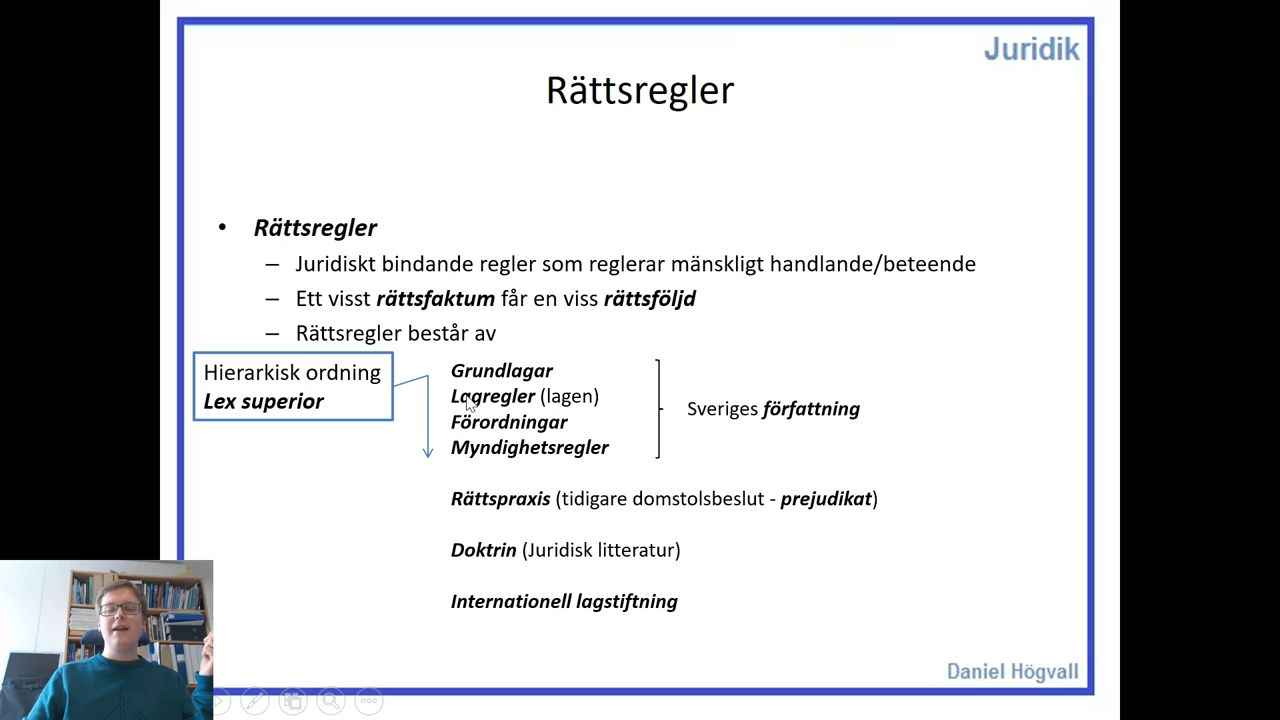 Juridik
Rättsregler
• Rättsregler
– Juridiskt bindande regler som reglerar mänskligt handlande/beteende
– Ett visst rättsfaktum får en viss rättsföljd
– Rättsregler består av
Hierarkisk ordning
Lex superior
Grundlagar
Lagregler (lagen)
Förordningar
Myndighetsregler
Sveriges författning
Rättspraxis (tidigare domstolsbeslut - prejudikat)
Doktrin (Juridisk litteratur)
Internationell lagstiftning
Daniel Högvall